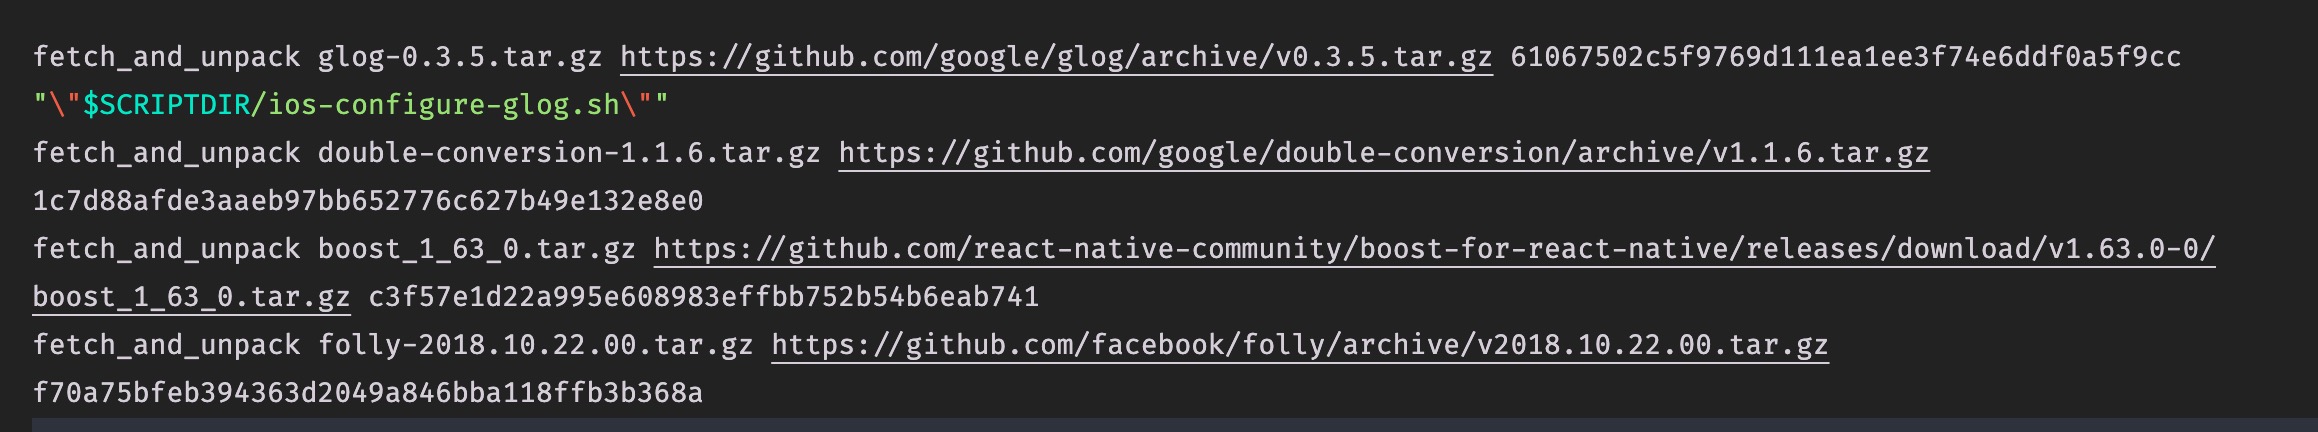 fetch_and_unpack glog-0.3.5.tar.gz https://github.com/google/glog/archive/v0.3.5.tar.gz 61067502c5f9769d111ea1ee3f74e6ddf0a5f9cc
"\"$SCRIPTDIR/ios-configure-glog.sh\""
fetch_and_unpack double-conversion-1.1.6.tar.gz https://github.com/google/double-conversion/archive/v1.1.6.tar.gz
1c7d88afde3aaeb97bb652776c627b49e132e8e0
fetch_and_unpack boost_1_63_0.tar.gz https://github.com/react-native-community/boost-for-react-native/releases/download/v1.63.0-0/
boost_1_63_0.tar.gz c3f57e1d22a995e608983effbb752b54b6eab741
fetch_and_unpack folly-2018.10.22.00.tar.gz https://github.com/facebook/folly/archive/v2018.10.22.00.tar.gz
f70a75bfeb394363d2049a846bba118ffb3b368a